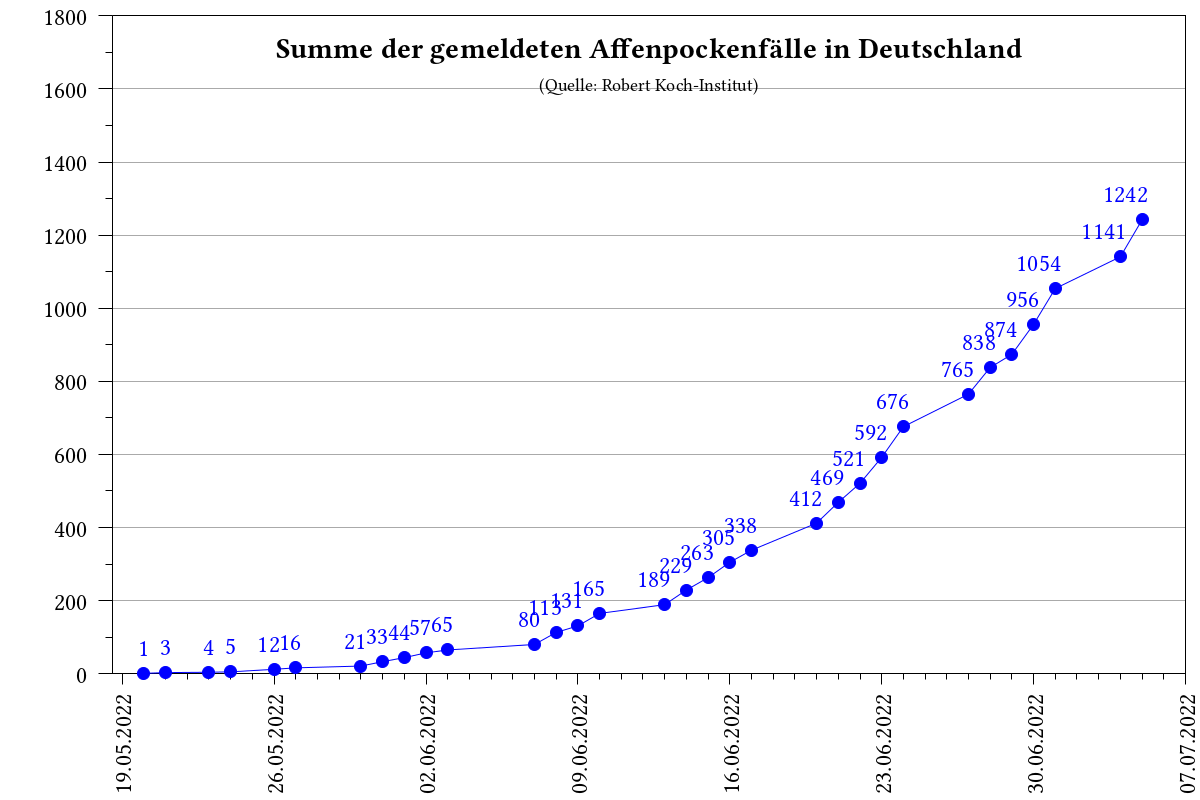 Summe der gemeldeten Affenpockenfälle in Deutschland
(Quelle: Robert Koch-Institut)
1800
1600
1400
1200
1000
800
600
400
200
0
1 3 4 5 12 16 21 33 44 57 65 80 113 131 165 189 229 263 305 338 412 469 521 592 676 765 838 874 956 1054 1141 1242
19.05.2022 26.05.2022 02.06.2022 09.06.2022 16.06.2022 23.06.2022 30.06.2022 07.07.2022